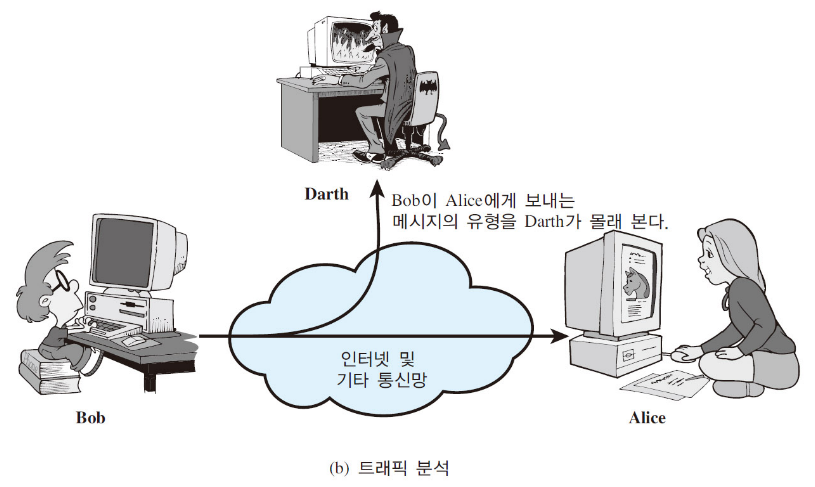 Darth
Bob이 Alice에게 보내는
메시지의 유형을 Darth가 몰래 본다.
인터넷 및
기타 통신망
Bob
Alice
(b) 트래픽 분석